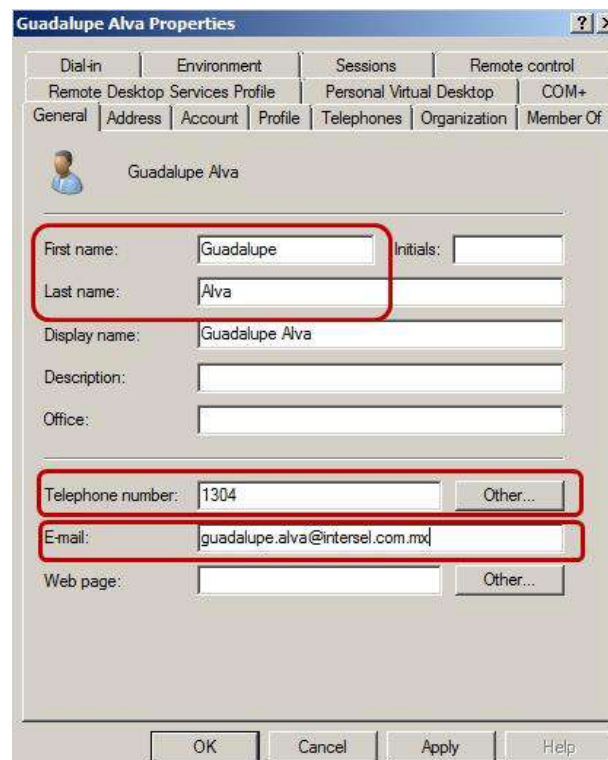 Guadalupe Alva Properties
Dial-in Environment Sessions Remote control
Remote Desktop Services Profile Personal Virtual Desktop COM+
General Address Account Profile Telephones Organization Member Of
Guadalupe Alva
First name: Guadalupe Initials:
Last name: Alva
Display name: Guadalupe Alva
Description:
Office:
Telephone number: 1304 Other...
E-mail: guadalupe.alva@intersel.com.mx
Web page: Other...
OK Cancel Apply Help